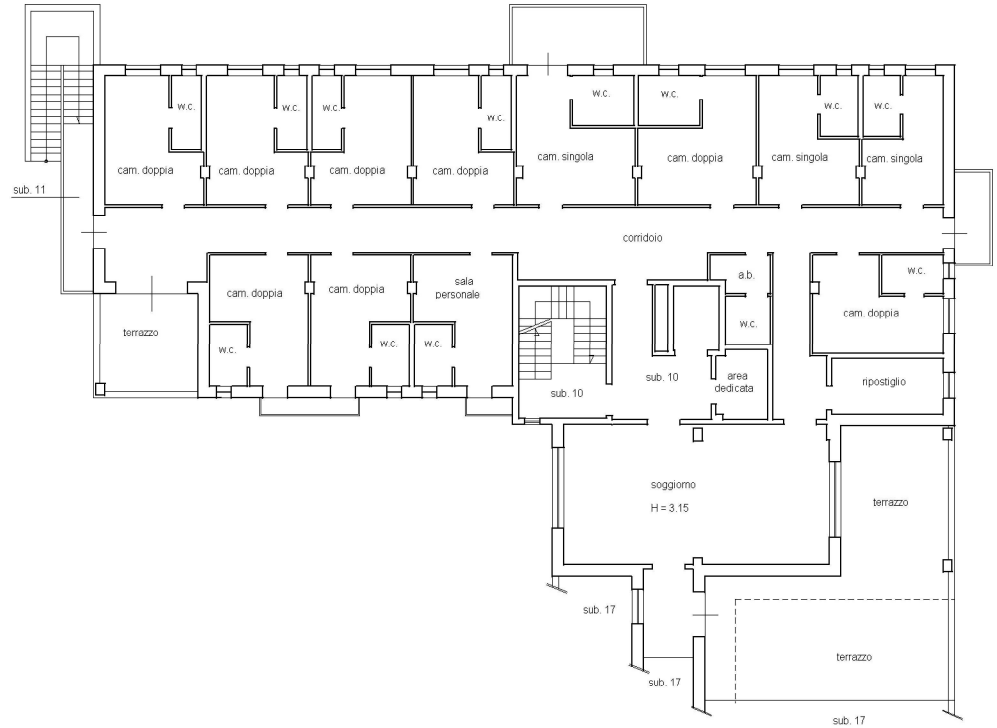 w.c.
w.c.
w.c.
w.c.
w.c.
w.c.
w.c.
w.c.
cam. doppia
cam. doppia
cam. doppia
cam. doppia
cam. singola
cam. doppia
cam. singola
cam. singola
sub. 11
corridoio
cam. doppia
cam. doppia
sala
personale
a.b.
w.c.
w.c.
cam. doppia
terrazzo
w.c.
w.c.
w.c.
sub. 10
sub. 10
area
dedicata
ripostiglio
soggiorno
H = 3.15
terrazzo
sub. 17
terrazzo
sub. 17
sub. 17